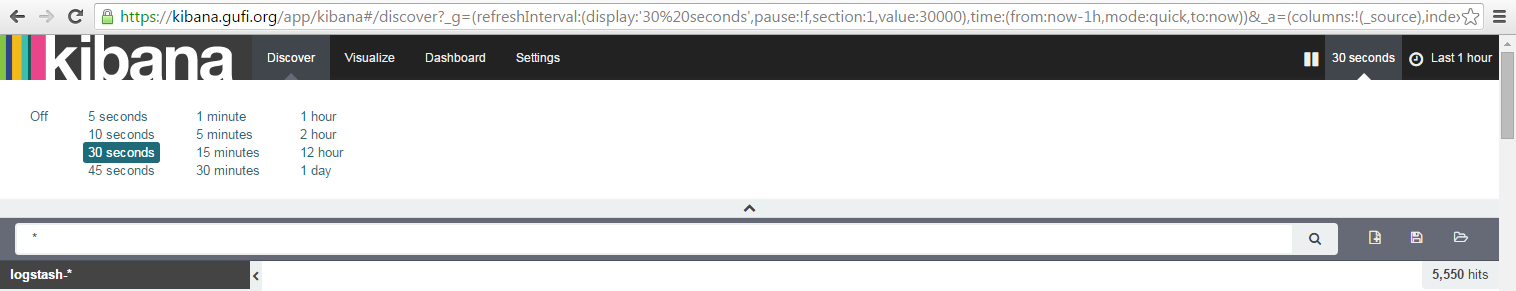 https://kibana.gufi.org/app/kibana#/discover?_g=(refreshInterval:(display:'30%20seconds',pause:!f,section:1,value:30000),time:(from:now-1h,mode:quick,to:now))&_a=(columns:!(_source),index
kibana Discover Visualize Dashboard Settings 30 seconds Last 1 hour
Off 5 seconds 1 minute 1 hour
10 seconds 5 minutes 2 hour
30 seconds 15 minutes 12 hour
45 seconds 30 minutes 1 day
*
logstash-* 5,550 hits